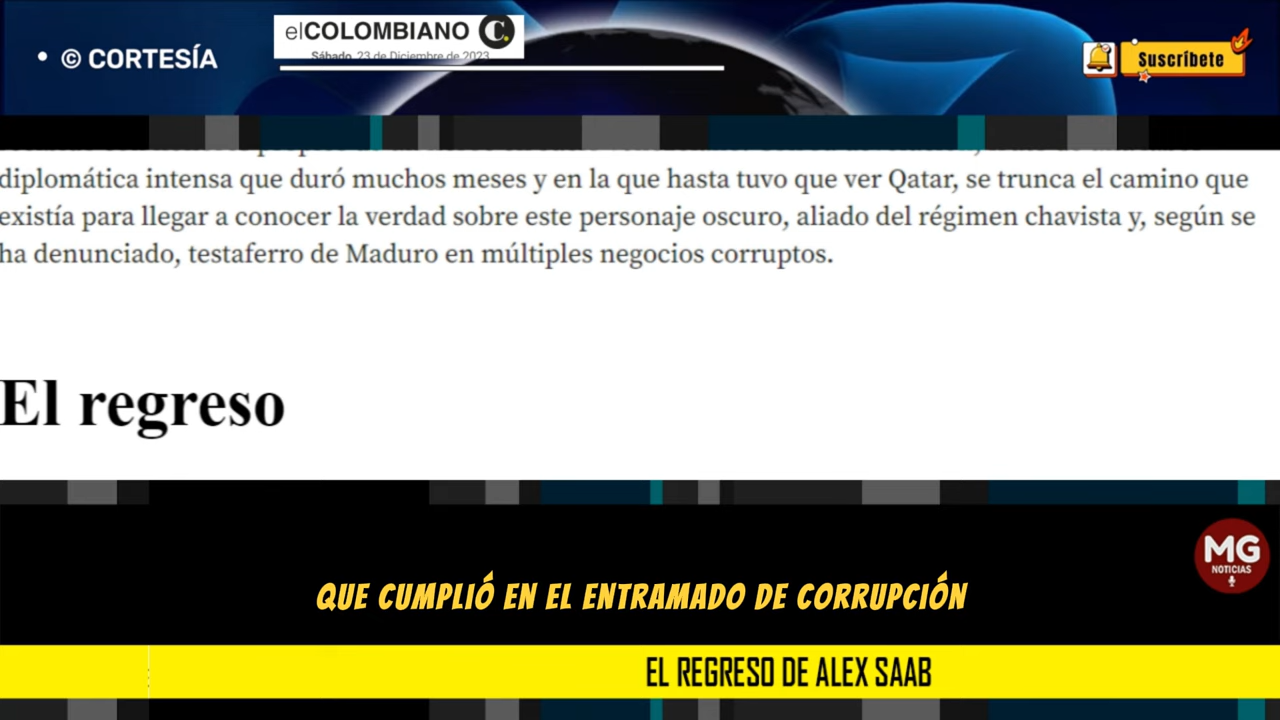 • © CORTESÍA
elCOLOMBIANO C.
Sábado, 23 de Diciembre de 2023
Suscríbete
diplomática intensa que duró muchos meses y en la que hasta tuvo que ver Qatar, se trunca el camino que
existía para llegar a conocer la verdad sobre este personaje oscuro, aliado del régimen chavista y, según se
ha denunciado, testaferro de Maduro en múltiples negocios corruptos.
El regreso
MG
NOTICIAS
QUE CUMPLIÓ EN EL ENTRAMADO DE CORRUPCIÓN
EL REGRESO DE ALEX SAAB